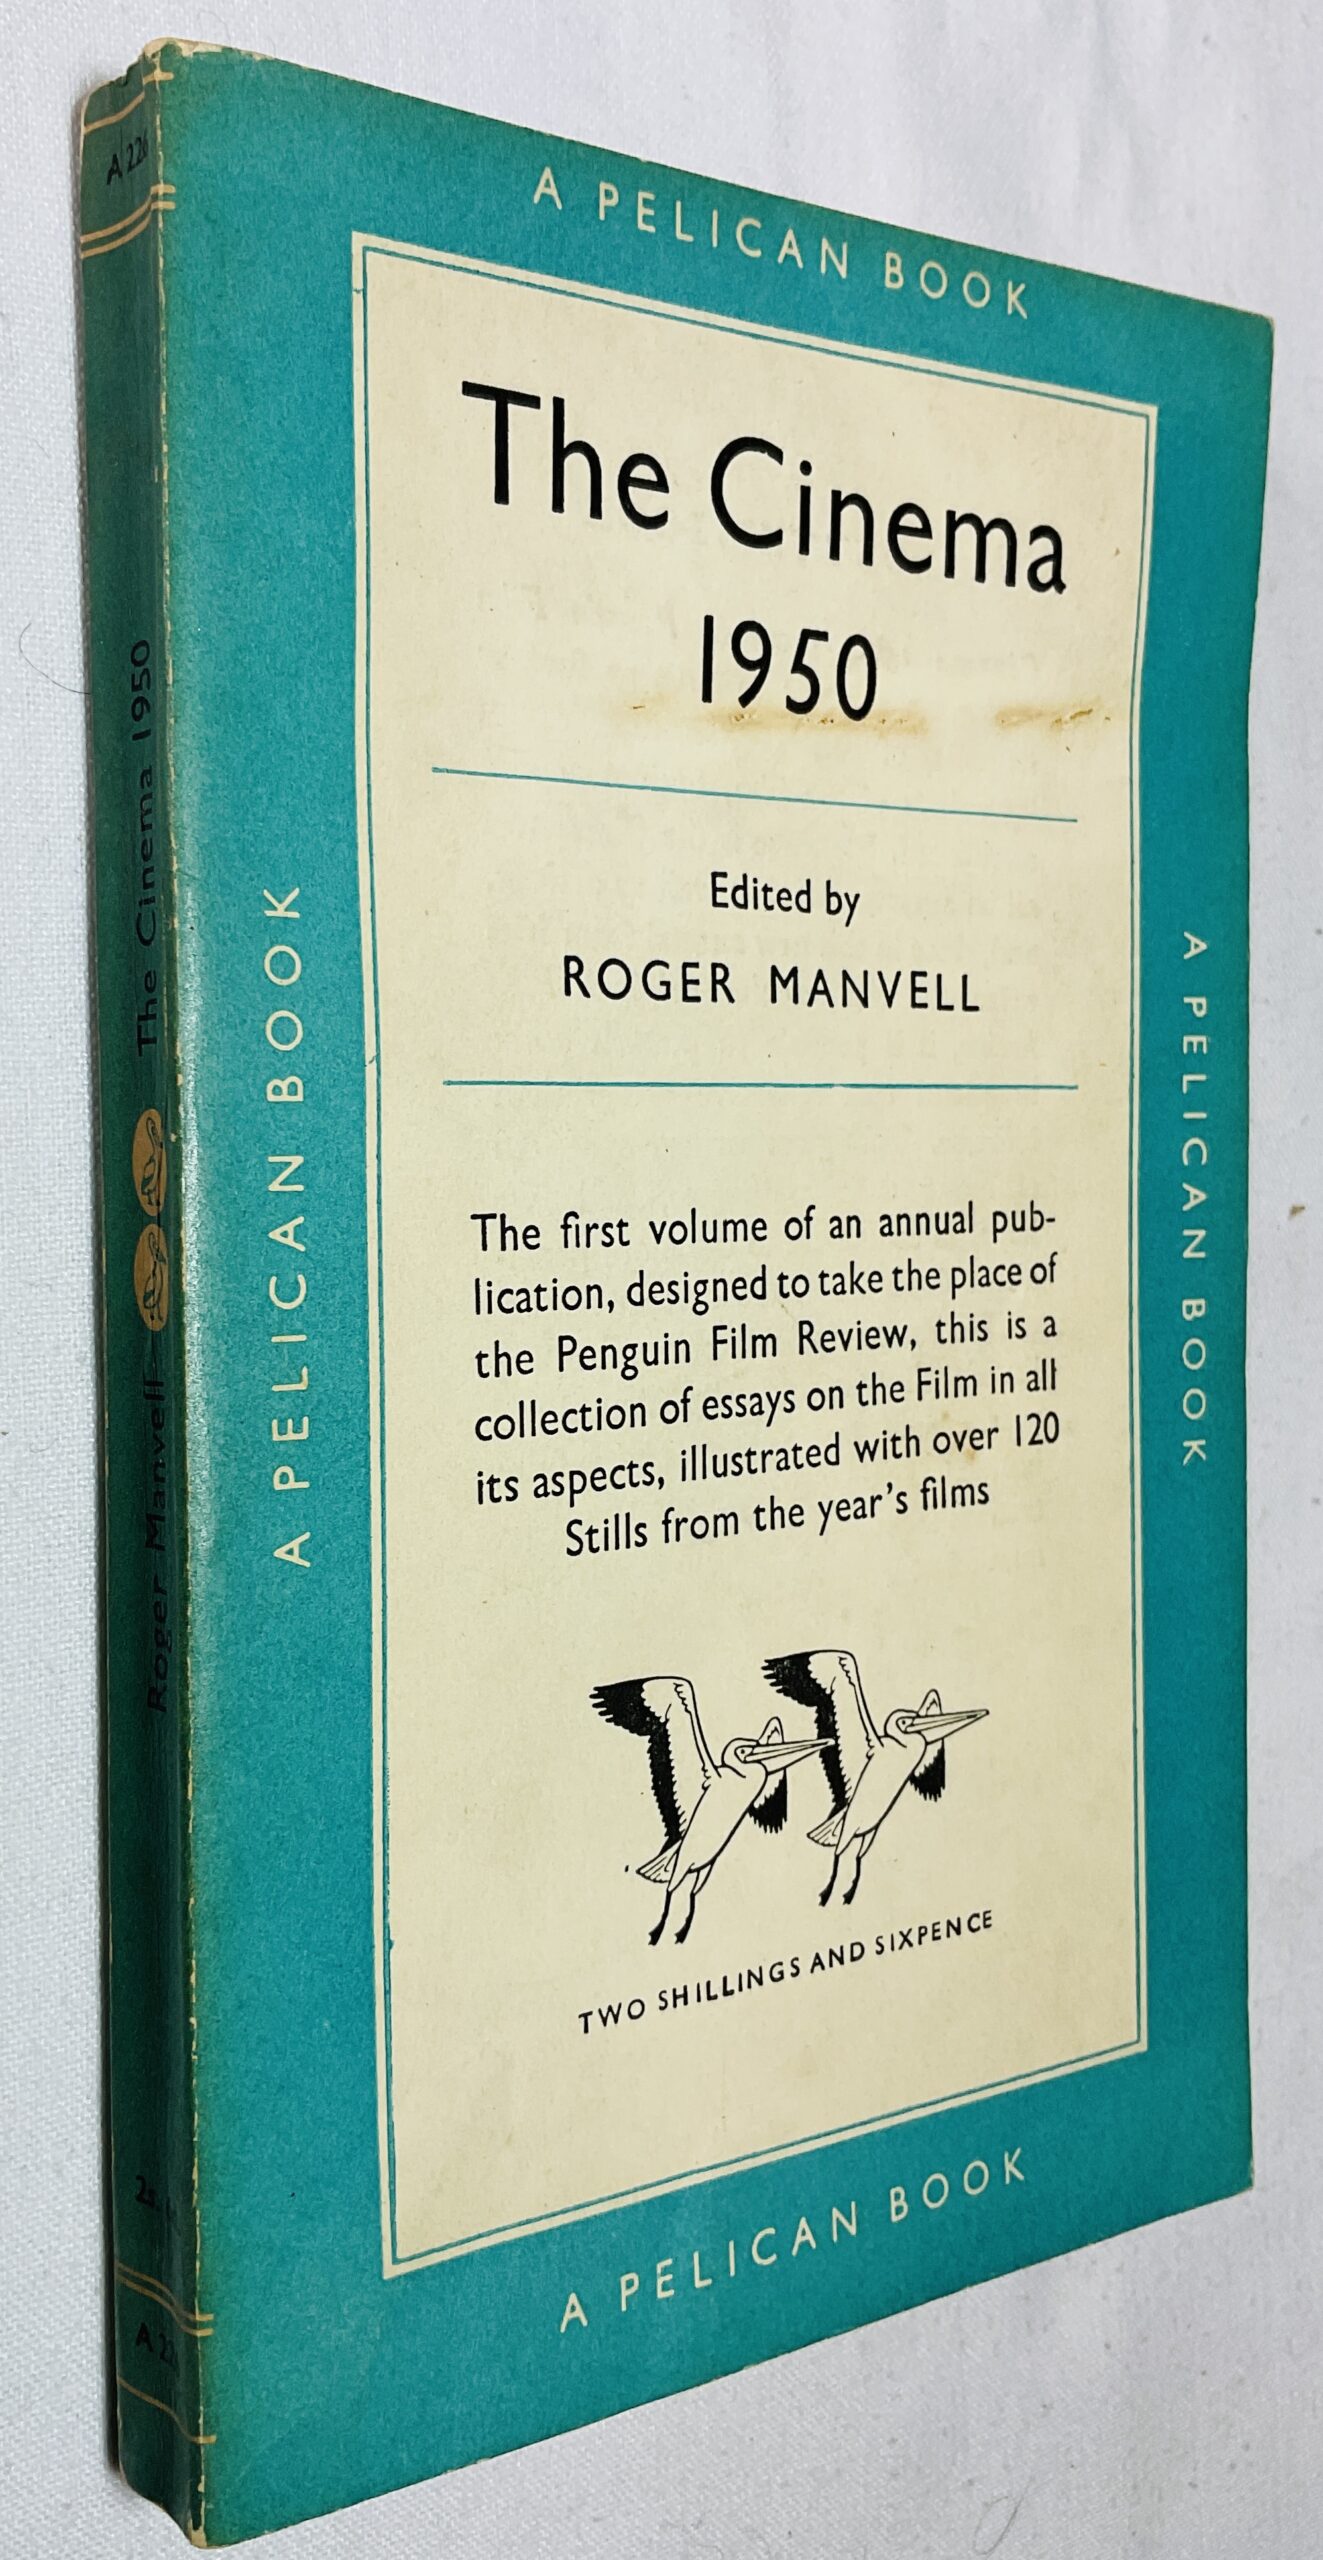 A PELICAN BOOK
The Cinema
1950
Edited by
ROGER MANVELL
The first volume of an annual pub-
lication, designed to take the place of
the Penguin Film Review, this is a
collection of essays on the Film in all
its aspects, illustrated with over 120
Stills from the year's films
TWO SHILLINGS AND SIXPENCE
A PELICAN BOOK
A PELICAN BOOK
A PELICAN BOOK
A 226
Roger Manvell
The Cinema 1950